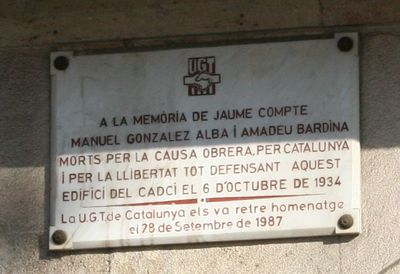 UGT
A LA MEMÒRIA DE JAUME COMPTE
MANUEL GONZALEZ ALBA I AMADEU BARDINA
MORTS PER LA CAUSA OBRERA, PER CATALUNYA
I PER LA LLIBERTAT TOT DEFENSANT AQUEST
EDIFICI DEL CADCI EL 6 D'OCTUBRE DE 1934
La U.G.T. de Catalunya els va retre homenatge
el 28 de Setembre de 1987